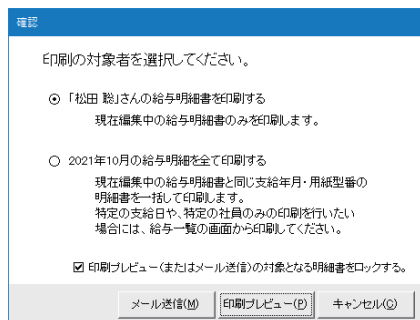 確認
印刷の対象者を選択してください。
「松田 聡」さんの給与明細書を印刷する
現在編集中の給与明細書のみを印刷します。
2021年10月の給与明細を全て印刷する
現在編集中の給与明細書と同じ支給年月・用紙型番の
明細書を一括して印刷します。
特定の支給日や、特定の社員のみの印刷を行いたい
場合には、給与一覧の画面から印刷してください。
印刷プレビュー(またはメール送信)の対象となる明細書をロックする。
メール送信(M) 印刷プレビュー(P) キャンセル(C)